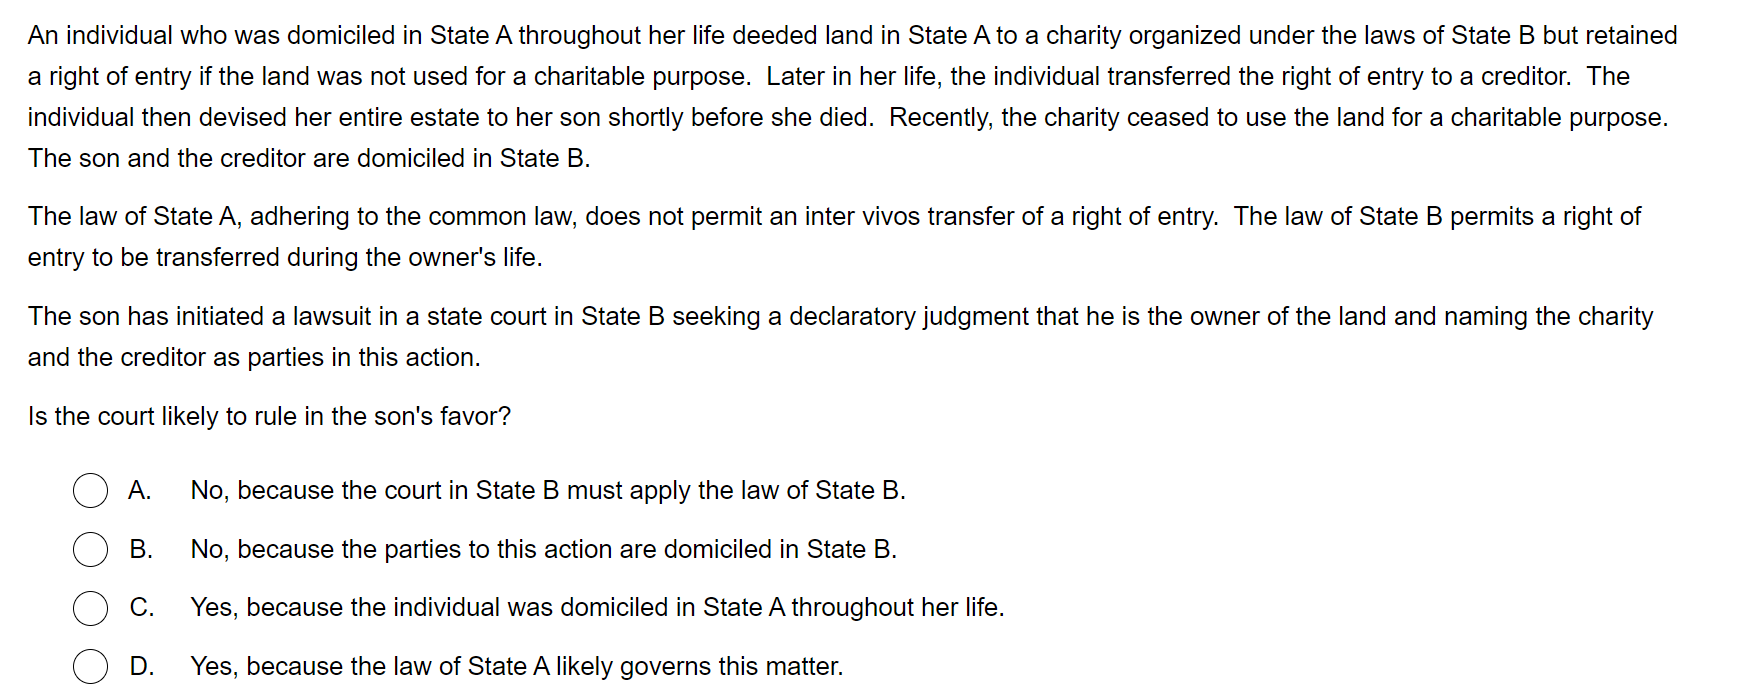 An individual who was domiciled in State A throughout her life deeded land in State A to a charity organized under the laws of State B but retained
a right of entry if the land was not used for a charitable purpose.  Later in her life, the individual transferred the right of entry to a creditor.  The
individual then devised her entire estate to her son shortly before she died.  Recently, the charity ceased to use the land for a charitable purpose.
The son and the creditor are domiciled in State B.
The law of State A, adhering to the common law, does not permit an inter vivos transfer of a right of entry.  The law of State B permits a right of
entry to be transferred during the owner's life.
The son has initiated a lawsuit in a state court in State B seeking a declaratory judgment that he is the owner of the land and naming the charity
and the creditor as parties in this action.
Is the court likely to rule in the son's favor?
A. No, because the court in State B must apply the law of State B.
B. No, because the parties to this action are domiciled in State B.
C. Yes, because the individual was domiciled in State A throughout her life.
D. Yes, because the law of State A likely governs this matter.